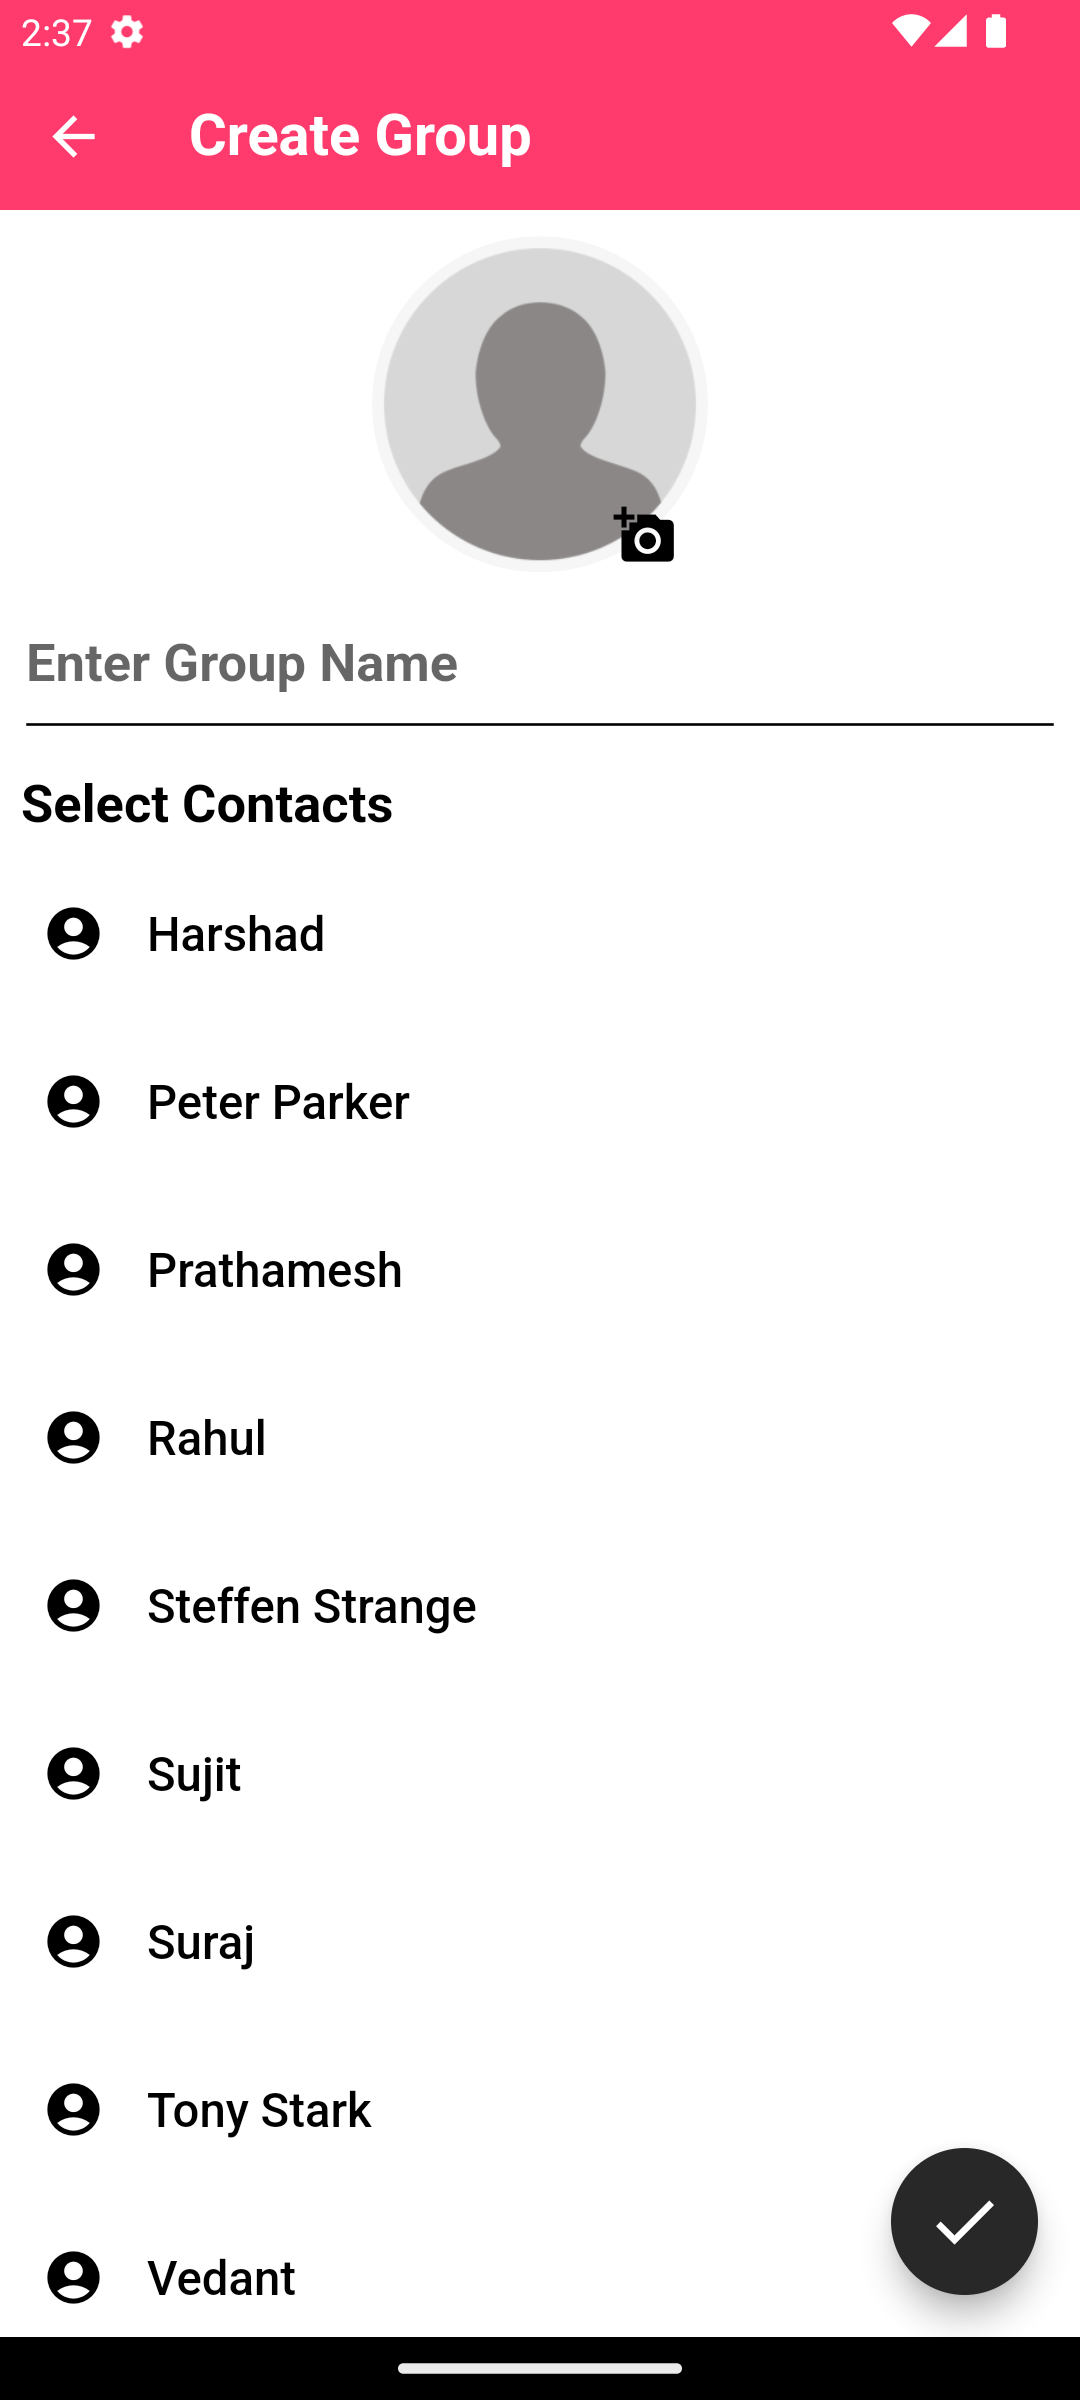 2:37
Create Group
Enter Group Name
Select Contacts
Harshad
Peter Parker
Prathamesh
Rahul
Steffen Strange
Sujit
Suraj
Tony Stark
Vedant